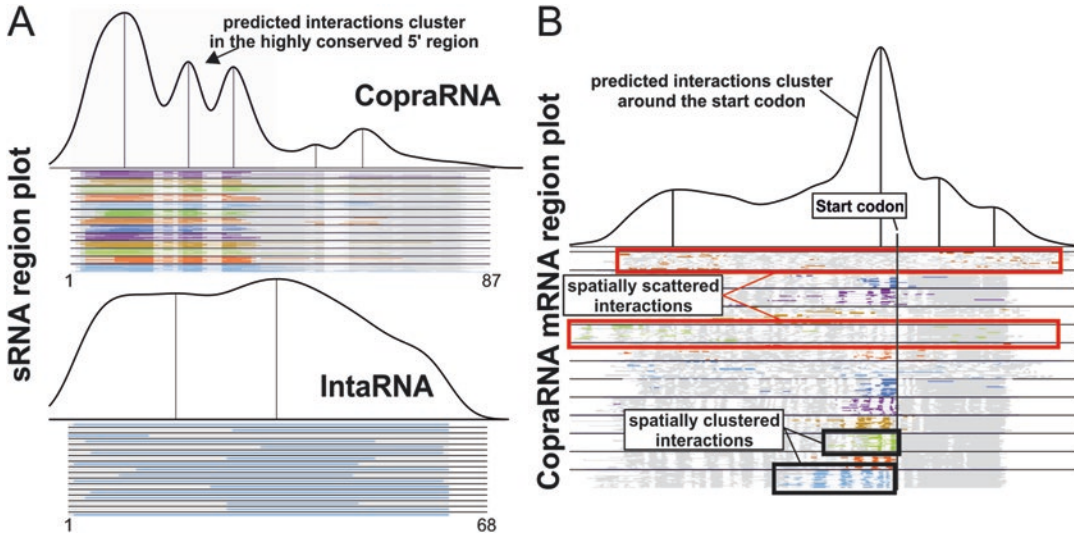 A
predicted interactions cluster
in the highly conserved 5' region
CopraRNA
sRNA region plot
1
87
IntaRNA
1
68
B
predicted interactions cluster
around the start codon
Start codon
CopraRNA mRNA region plot
spatially scattered
interactions
spatially clustered
interactions